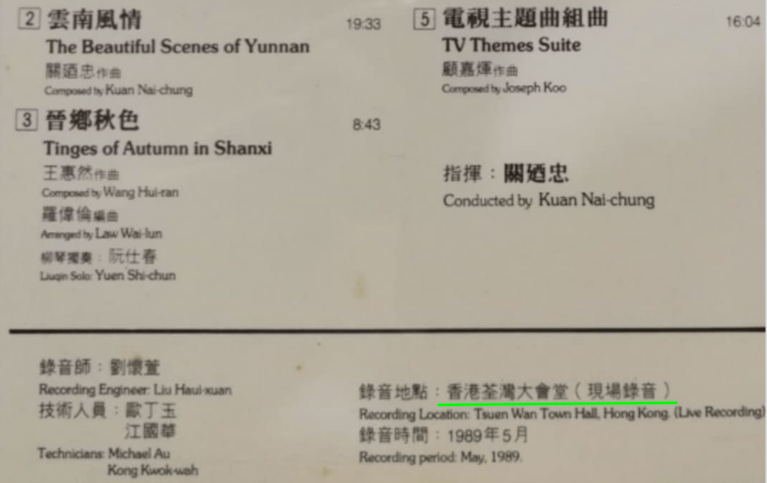 2 雲南風情 19:33
The Beautiful Scenes of Yunnan
關廼忠作曲
Composed by Kuan Nai-chung
3 晉鄉秋色 8:43
Tinges of Autumn in Shanxi
王惠然作曲
Composed by Wang Hui-ran
羅偉倫編曲
Arranged by Law Wai-lun
柳琴獨奏：阮仕春
Liuqin Solo: Yuen Shi-chun
5 電視主題曲組曲 16:04
TV Themes Suite
顧嘉煇作曲
Composed by Joseph Koo
指揮：關廼忠
Conducted by Kuan Nai-chung
錄音師：劉懷萱
Recording Engineer: Liu Haui-xuan
技術人員：歐丁玉
江國華
Technicians: Michael Au
Kong Kwok-wah
錄音地點：香港荃灣大會堂（現場錄音）
Recording Location: Tsuen Wan Town Hall, Hong Kong. (Live Recording)
錄音時間：1989年5月
Recording period: May, 1989.